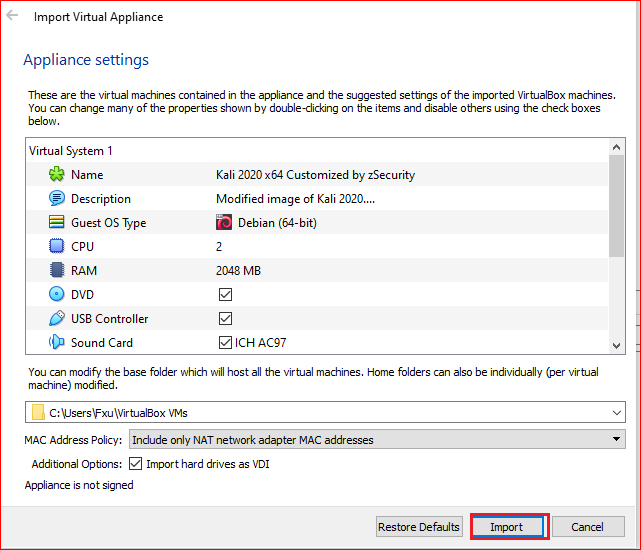 Import Virtual Appliance
Appliance settings
These are the virtual machines contained in the appliance and the suggested settings of the imported VirtualBox machines.
You can change many of the properties shown by double-clicking on the items and disable others using the check boxes
below.
Virtual System 1
Name Kali 2020 x64 Customized by zSecurity
Description Modified image of Kali 2020....
Guest OS Type Debian (64-bit)
CPU 2
RAM 2048 MB
DVD
USB Controller
Sound Card ICH AC97
You can modify the base folder which will host all the virtual machines. Home folders can also be individually (per virtual
machine) modified.
C:\Users\Fxu\VirtualBox VMs
MAC Address Policy: Include only NAT network adapter MAC addresses
Additional Options: Import hard drives as VDI
Appliance is not signed
Restore Defaults Import Cancel